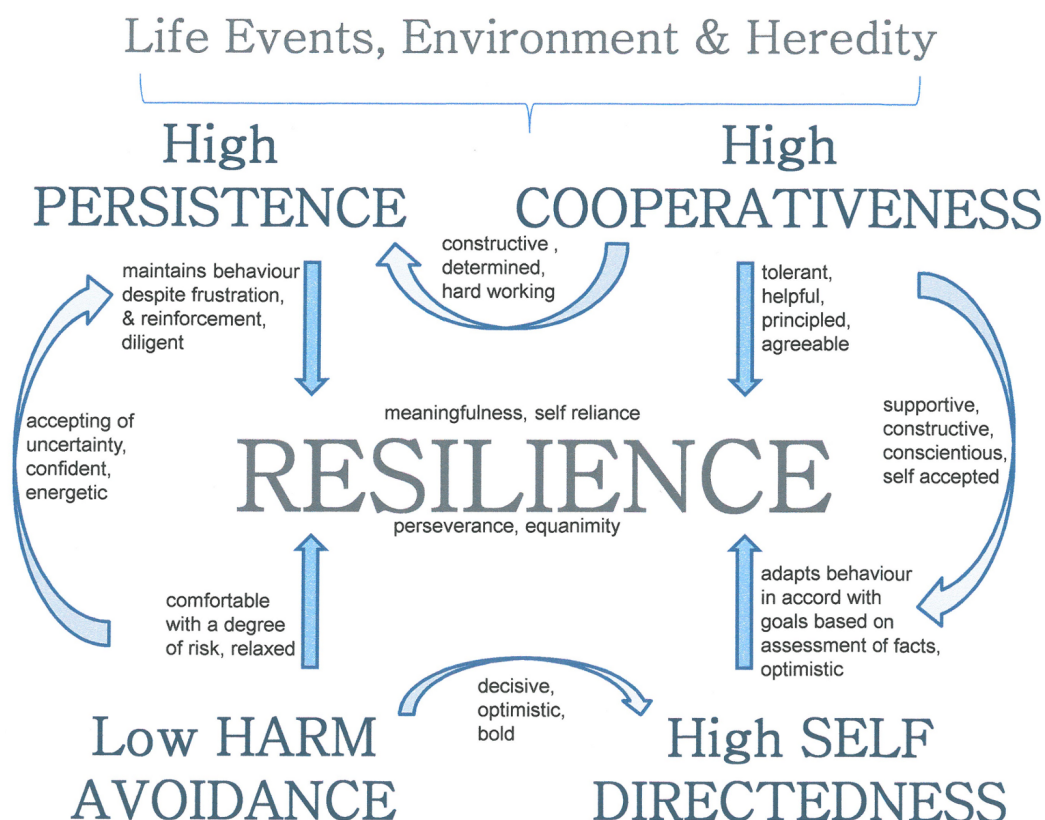 Life Events, Environment & Heredity
High
PERSISTENCE
High
COOPERATIVENESS
constructive ,
determined,
hard working
maintains behaviour
despite frustration,
& reinforcement,
diligent
tolerant,
helpful,
principled,
agreeable
accepting of
uncertainty,
confident,
energetic
meaningfulness, self reliance
RESILIENCE
perseverance, equanimity
supportive,
constructive,
conscientious,
self accepted
comfortable
with a degree
of risk, relaxed
adapts behaviour
in accord with
goals based on
assessment of facts,
optimistic
decisive,
optimistic,
bold
Low HARM
AVOIDANCE
High SELF
DIRECTEDNESS